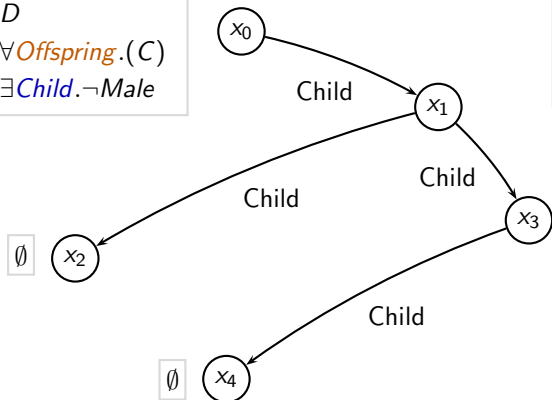 D
∀Offspring.(C)
∃Child.¬Male
x₀
Child
x₁
Child
Child
x₃
∅ x₂
Child
∅ x₄